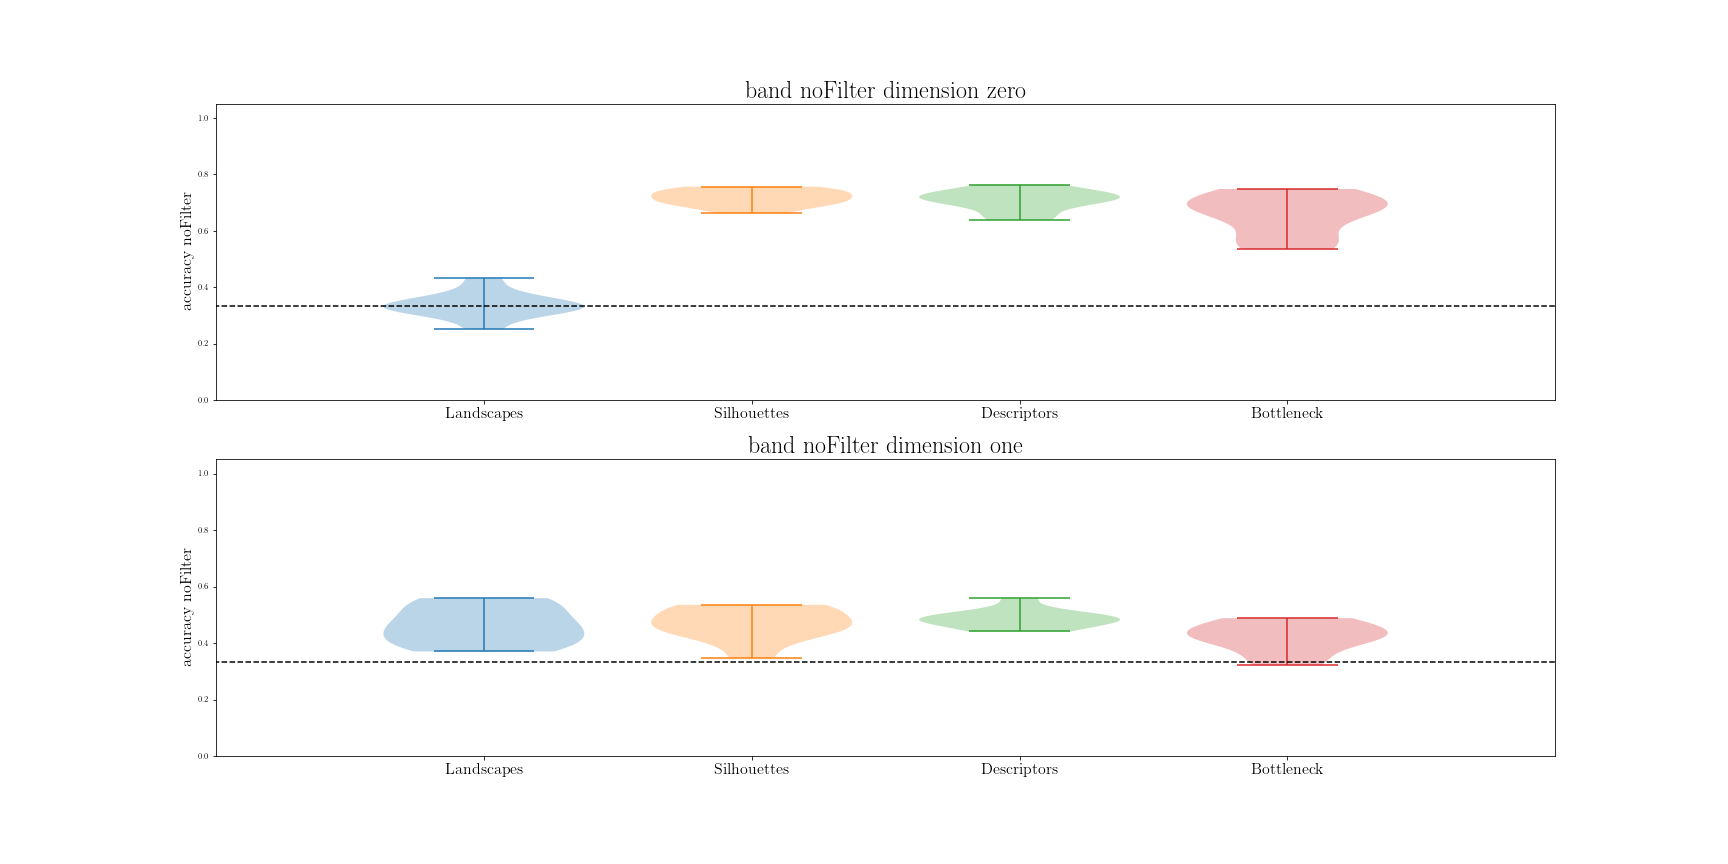 band noFilter dimension zero
accuracy noFilter
1.0
0.8
0.6
0.4
0.2
0.0
Landscapes Silhouettes Descriptors Bottleneck
band noFilter dimension one
accuracy noFilter
1.0
0.8
0.6
0.4
0.2
0.0
Landscapes Silhouettes Descriptors Bottleneck